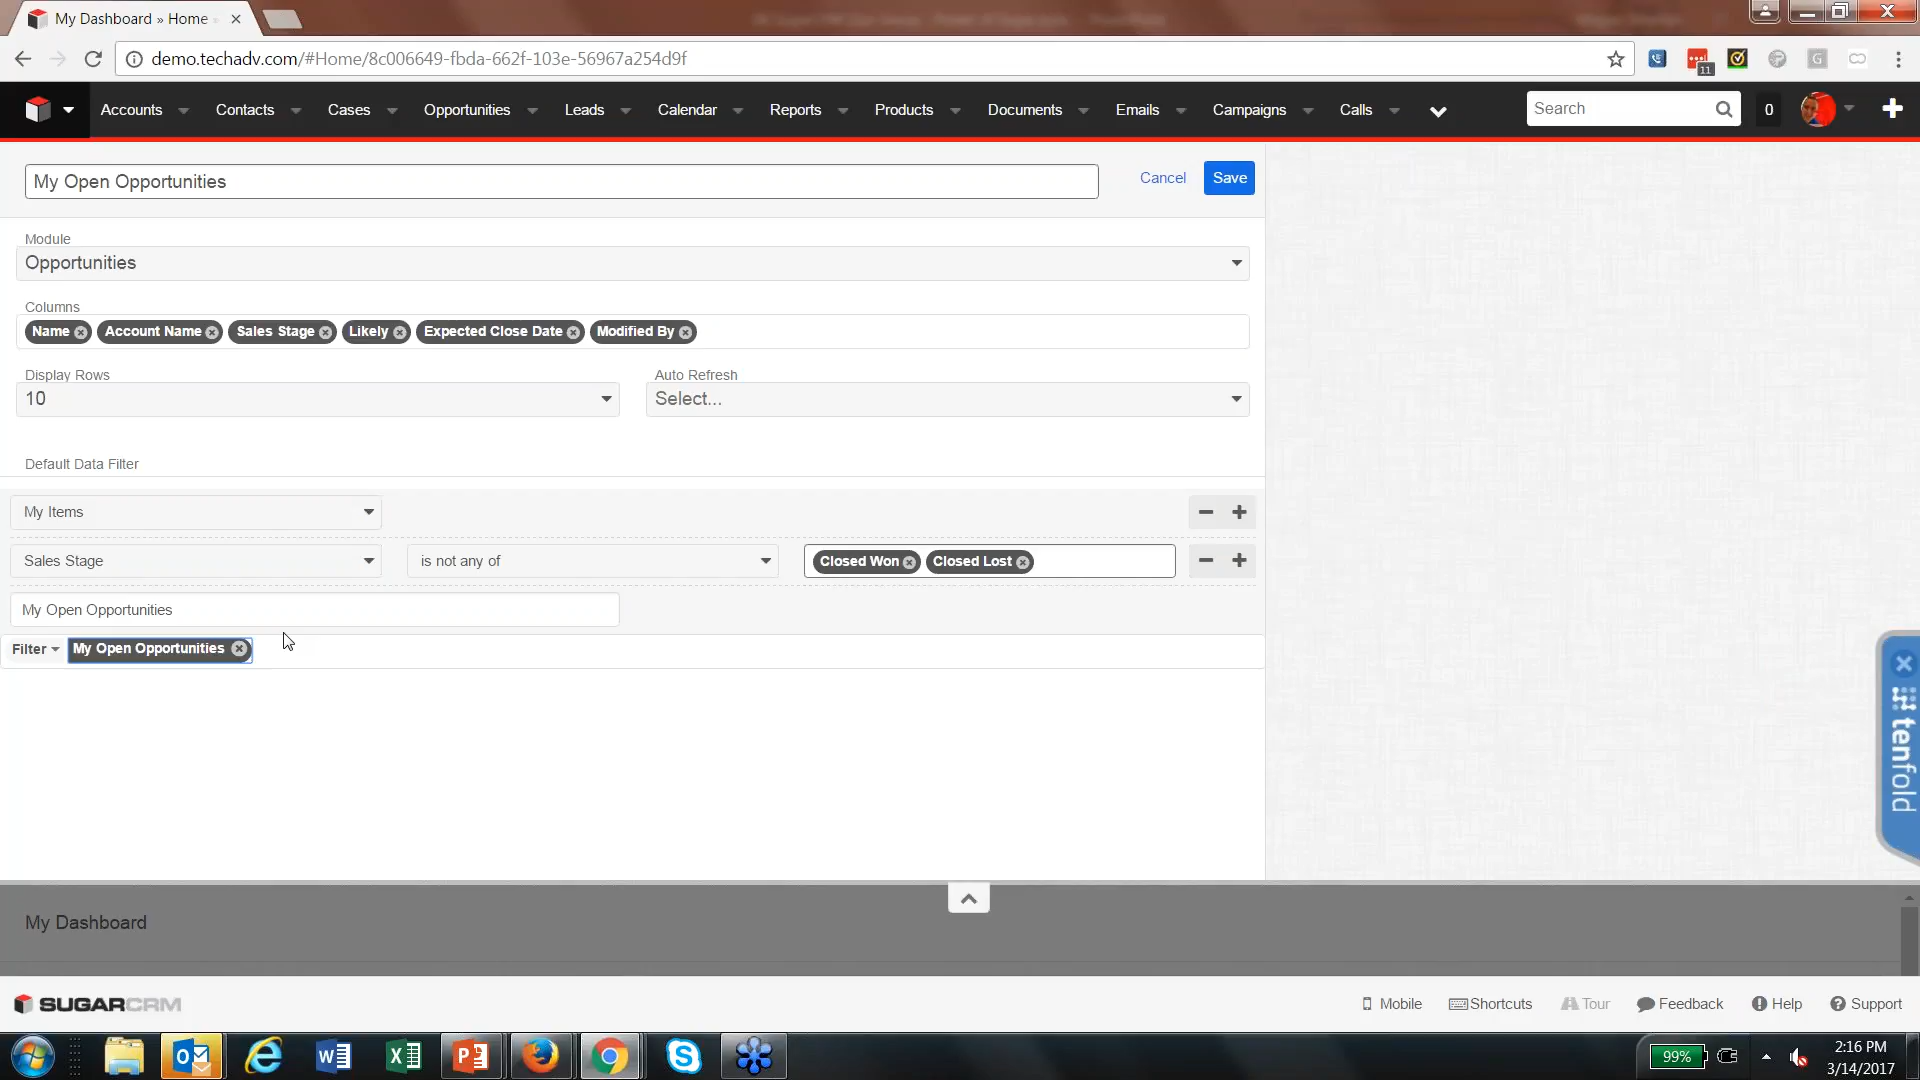 My Dashboard » Home
demo.techadv.com/#Home/8c006649-fbda-662f-103e-56967a254d9f
11
G
Accounts Contacts Cases Opportunities Leads Calendar Reports Products Documents Emails Campaigns Calls Search 0
My Open Opportunities Cancel Save
Module
Opportunities
Columns
Name Account Name Sales Stage Likely Expected Close Date Modified By
Display Rows Auto Refresh
10 Select...
Default Data Filter
My Items
Sales Stage is not any of Closed Won Closed Lost
My Open Opportunities
Filter My Open Opportunities
tenfold
My Dashboard
SUGARCRM Mobile Shortcuts Tour Feedback Help Support
99% 2:16 PM
3/14/2017